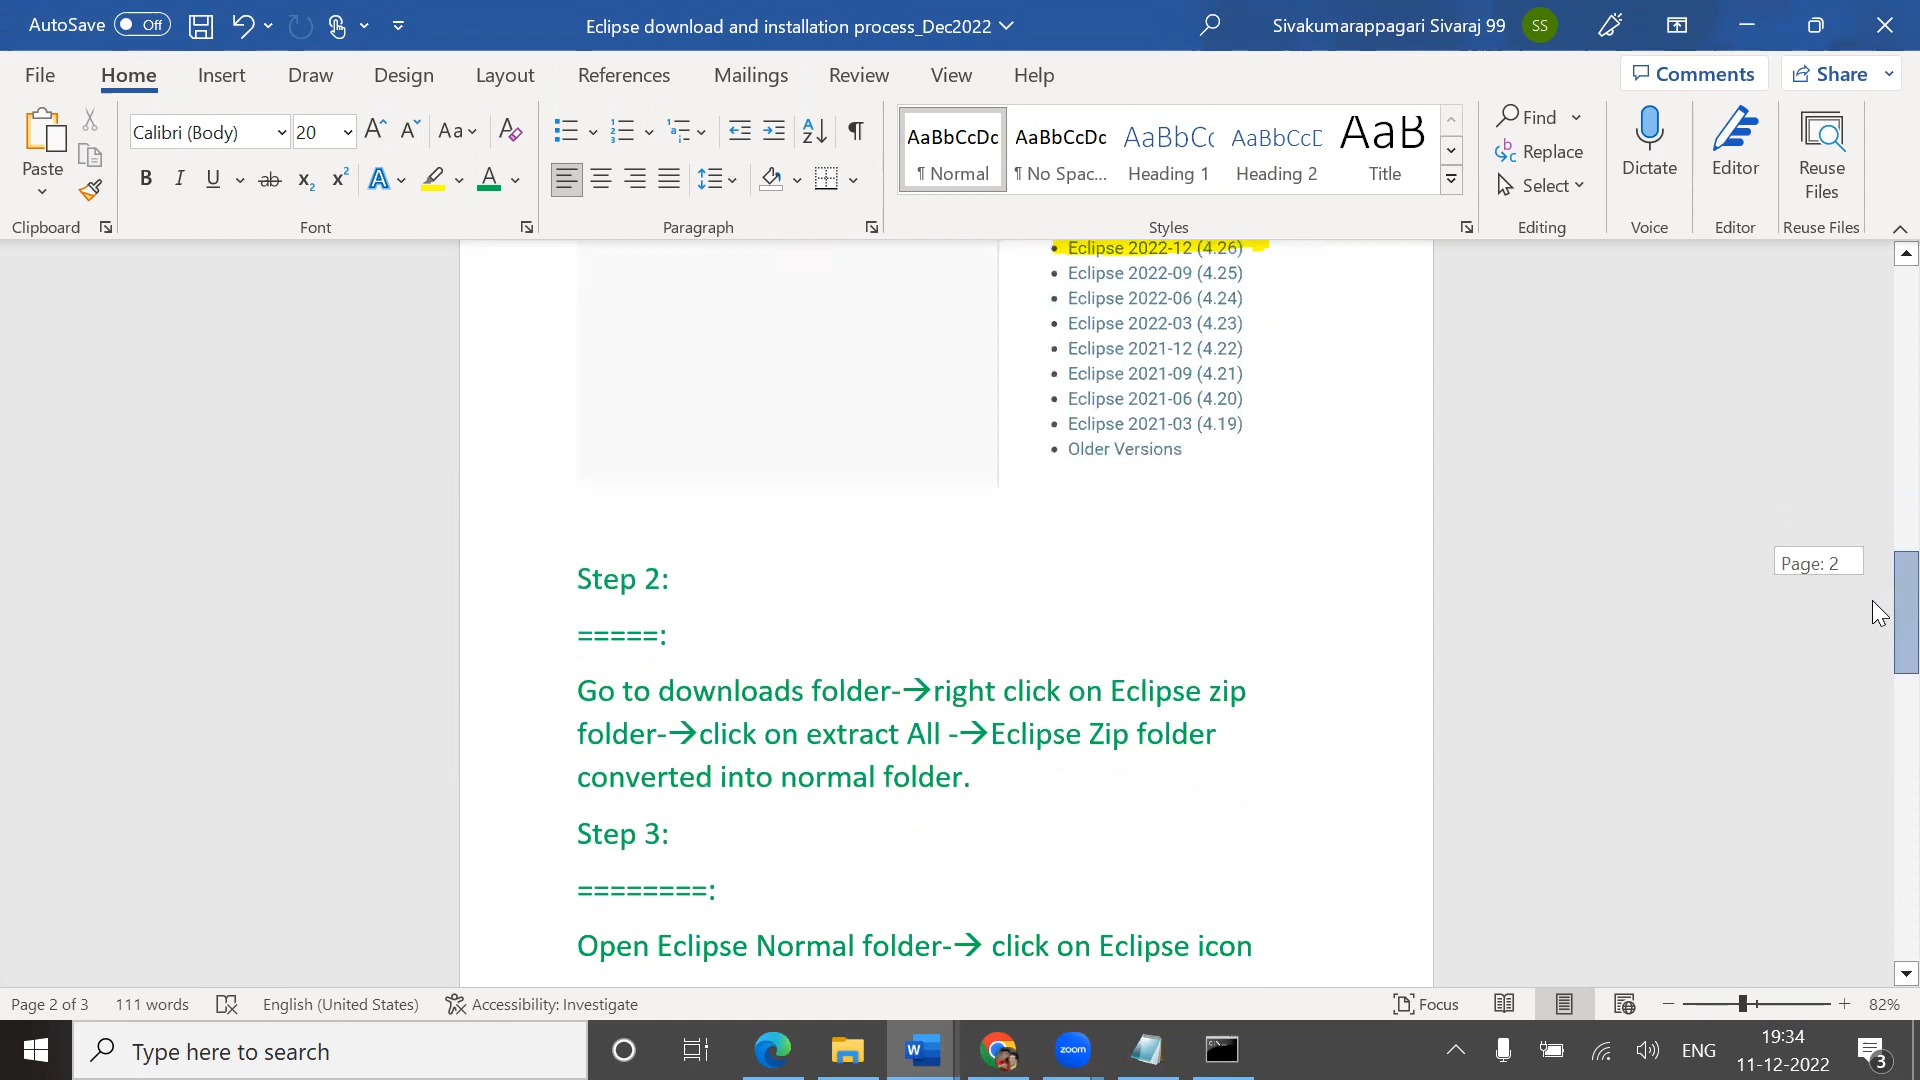 AutoSave Off
Eclipse download and installation process_Dec2022
Sivakumarappagari Sivaraj 99 SS
File Home Insert Draw Design Layout References Mailings Review View Help
Comments Share
Calibri (Body) 20 Aa
AaBbCcDc AaBbCcDc AaBbC AaBbCcD AaB
¶ Normal ¶ No Spac... Heading 1 Heading 2 Title
Find
Replace
Select
Paste
Dictate
Editor
Reuse
Files
Clipboard Font Paragraph Styles Editing Voice Editor Reuse Files
• Eclipse 2022-12 (4.26)
• Eclipse 2022-09 (4.25)
• Eclipse 2022-06 (4.24)
• Eclipse 2022-03 (4.23)
• Eclipse 2021-12 (4.22)
• Eclipse 2021-09 (4.21)
• Eclipse 2021-06 (4.20)
• Eclipse 2021-03 (4.19)
• Older Versions
Page: 2
Step 2:
=====:
Go to downloads folder-→right click on Eclipse zip
folder-→click on extract All -→Eclipse Zip folder
converted into normal folder.
Step 3:
========:
Open Eclipse Normal folder-→ click on Eclipse icon
Page 2 of 3 111 words English (United States) Accessibility: Investigate
Focus 82%
Type here to search
zoom
ENG
19:34
11-12-2022
3